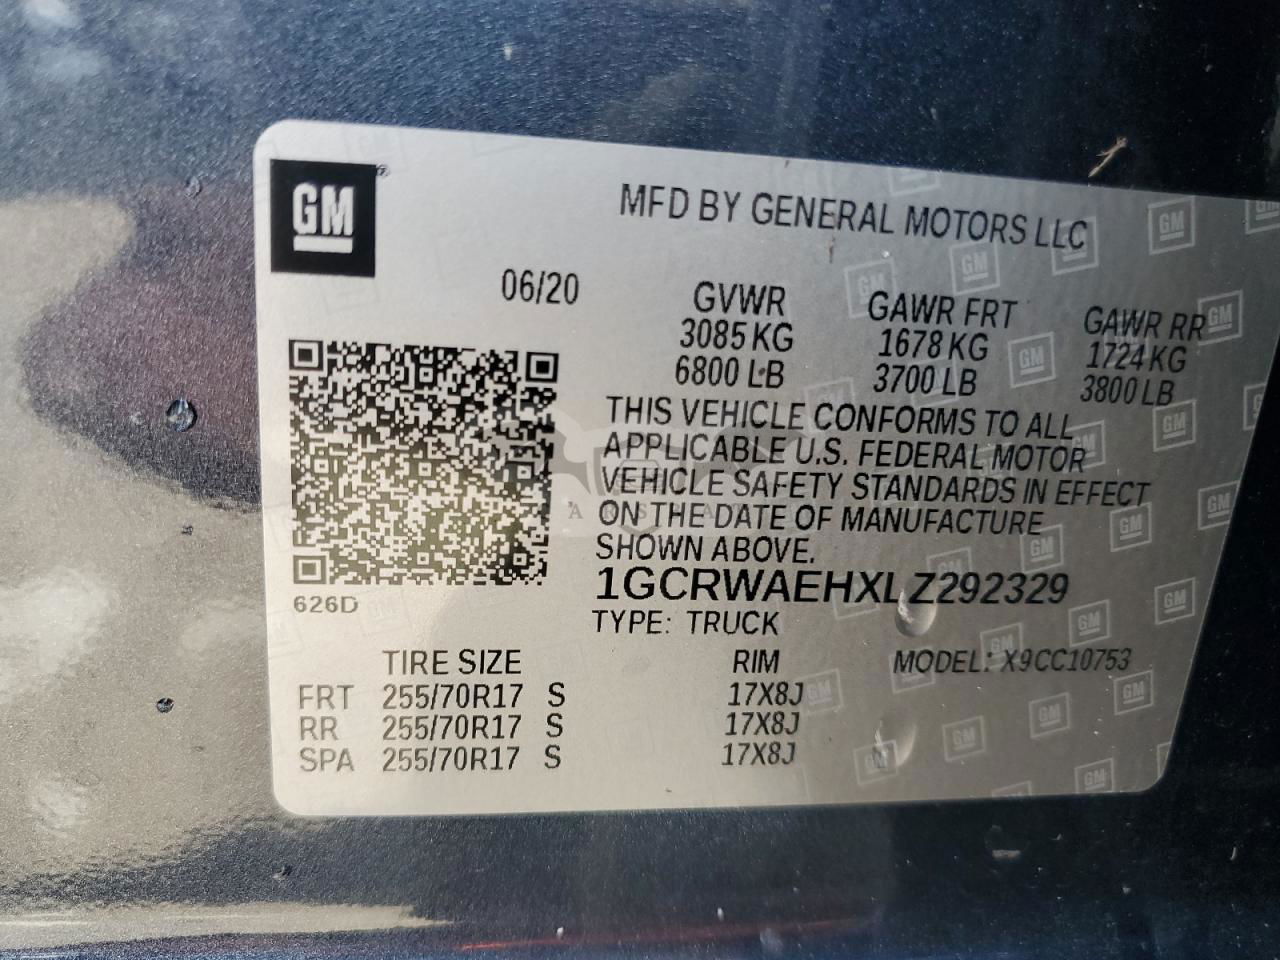 GM
MFD BY GENERAL MOTORS LLC
06/20
GVWR GAWR FRT GAWR RR
3085 KG 1678 KG 1724 KG
6800 LB 3700 LB 3800 LB
THIS VEHICLE CONFORMS TO ALL
APPLICABLE U.S. FEDERAL MOTOR
VEHICLE SAFETY STANDARDS IN EFFECT
ON THE DATE OF MANUFACTURE
SHOWN ABOVE.
1GCRWAEHXLZ292329
626D
TYPE: TRUCK
TIRE SIZE RIM MODEL: X9CC10753
FRT 255/70R17 S 17X8J
RR 255/70R17 S 17X8J
SPA 255/70R17 S 17X8J